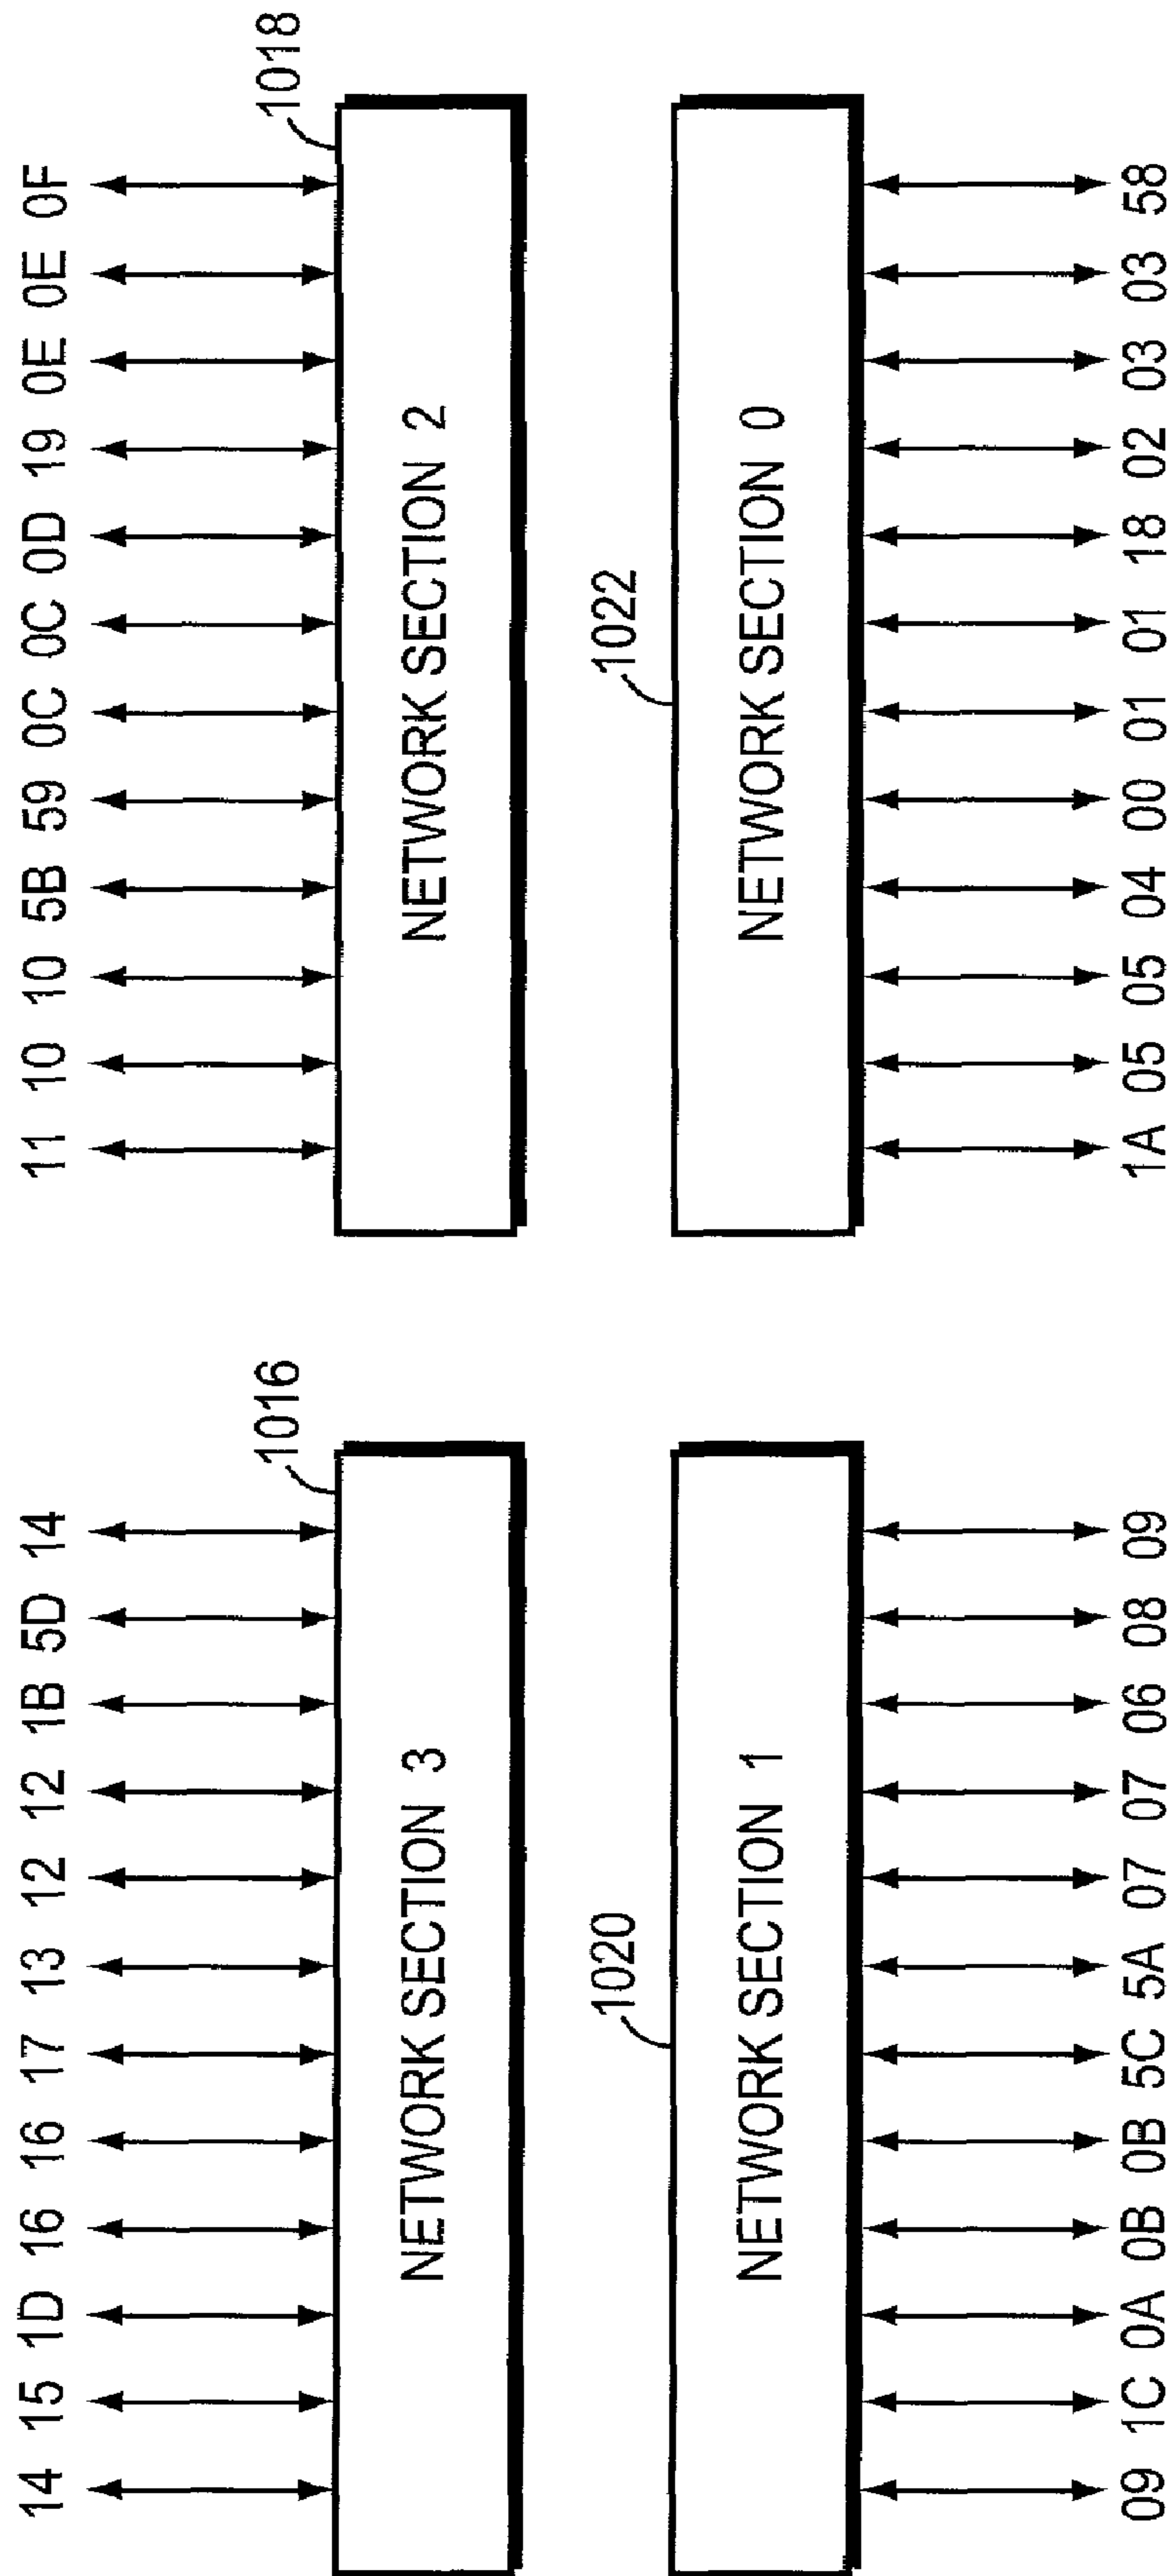 14 15 1D 16 16 17 13 12 12 1B 5D 14
11 10 10 5B 59 0C 0C 0D 19 0E 0E 0F
1016
1018
NETWORK SECTION 3
NETWORK SECTION 2
1020
1022
NETWORK SECTION 1
NETWORK SECTION 0
09 1C 0A 0B 0B 5C 5A 07 07 06 08 09
1A 05 05 04 00 01 01 18 02 03 03 58